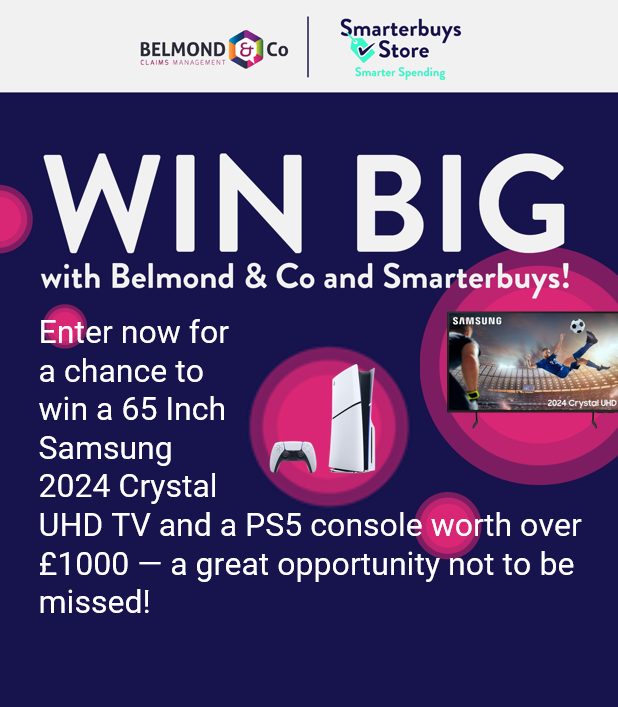 BELMOND & Co
CLAIMS MANAGEMENT
Smarterbuys
Store
Smarter Spending
WIN BIG
with Belmond & Co and Smarterbuys!
Enter now for
a chance to
win a 65 Inch
Samsung
2024 Crystal
UHD TV and a PS5 console worth over
£1000 — a great opportunity not to be
missed!
SAMSUNG
2024 Crystal UHD